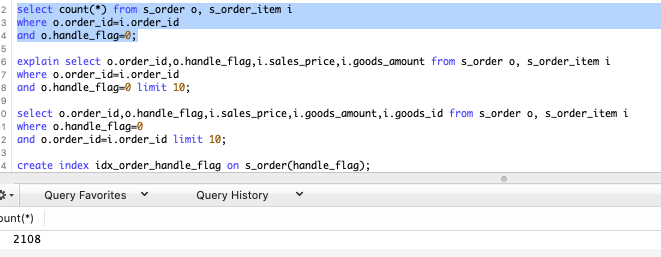 2 select count(*) from s_order o, s_order_item i
3 where o.order_id=i.order_id
4 and o.handle_flag=0;
5
6 explain select o.order_id,o.handle_flag,i.sales_price,i.goods_amount from s_order o, s_order_item i
7 where o.order_id=i.order_id
8 and o.handle_flag=0 limit 10;
9
0 select o.order_id,o.handle_flag,i.sales_price,i.goods_amount,i.goods_id from s_order o, s_order_item i
1 where o.handle_flag=0
2 and o.order_id=i.order_id limit 10;
3
4 create index idx_order_handle_flag on s_order(handle_flag);
Query Favorites Query History
ount(*)
2108